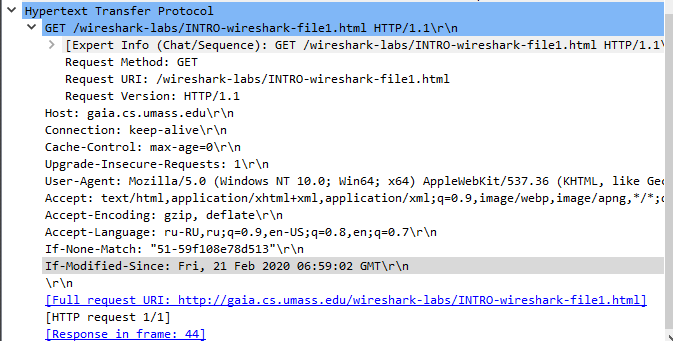 Hypertext Transfer Protocol
GET /wireshark-labs/INTRO-wireshark-file1.html HTTP/1.1\r\n
[Expert Info (Chat/Sequence): GET /wireshark-labs/INTRO-wireshark-file1.html HTTP/1.1\
Request Method: GET
Request URI: /wireshark-labs/INTRO-wireshark-file1.html
Request Version: HTTP/1.1
Host: gaia.cs.umass.edu\r\n
Connection: keep-alive\r\n
Cache-Control: max-age=0\r\n
Upgrade-Insecure-Requests: 1\r\n
User-Agent: Mozilla/5.0 (Windows NT 10.0; Win64; x64) AppleWebKit/537.36 (KHTML, like Gec
Accept: text/html,application/xhtml+xml,application/xml;q=0.9,image/webp,image/apng,*/*;
Accept-Encoding: gzip, deflate\r\n
Accept-Language: ru-RU,ru;q=0.9,en-US;q=0.8,en;q=0.7\r\n
If-None-Match: "51-59f108e78d513"\r\n
If-Modified-Since: Fri, 21 Feb 2020 06:59:02 GMT\r\n
\r\n
[Full request URI: http://gaia.cs.umass.edu/wireshark-labs/INTRO-wireshark-file1.html]
[HTTP request 1/1]
[Response in frame: 44]